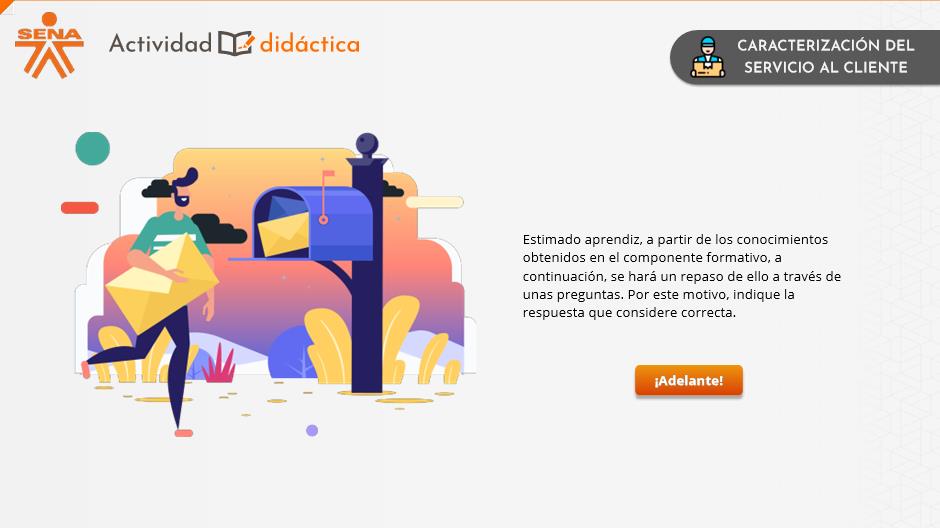 SENA
Actividad didáctica
CARACTERIZACIÓN DEL
SERVICIO AL CLIENTE
Estimado aprendiz, a partir de los conocimientos
obtenidos en el componente formativo, a
continuación, se hará un repaso de ello a través de
unas preguntas. Por este motivo, indique la
respuesta que considere correcta.
¡Adelante!